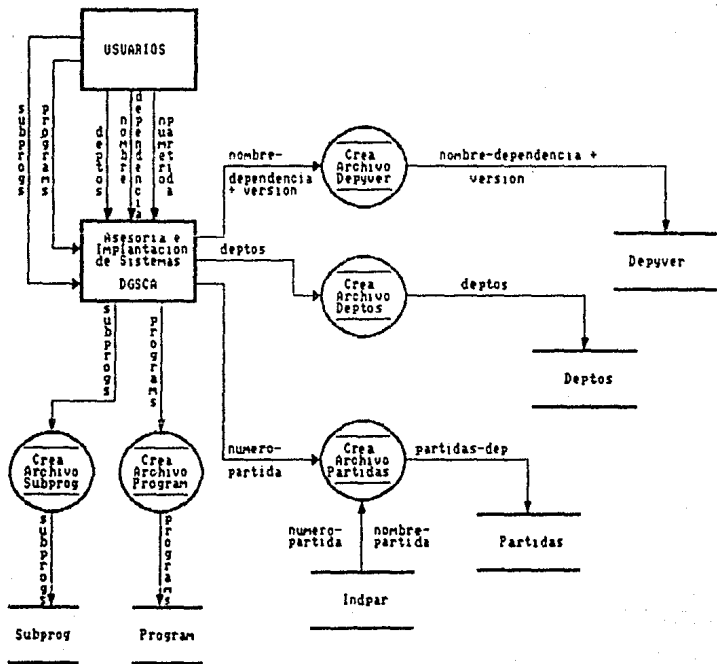 USUARIOS
subprogs
programs
deptos
nombre
dependencia
numero
partida
Asesoria e
Implantación
de Sistemas
DGSCA
nombre-
dependencia
+ version
Crea
Archivo
Depyver
nombre-dependencia +
version
Depyver
deptos
Crea
Archivo
Deptos
deptos
Deptos
subprogs
programs
numero-
partida
Crea
Archivo
Partidas
partidas-dep
Partidas
numero-
partida
nombre-
partida
Indpar
Crea
Archivo
Subprog
Crea
Archivo
Program
subprogs
programs
Subprog
Program